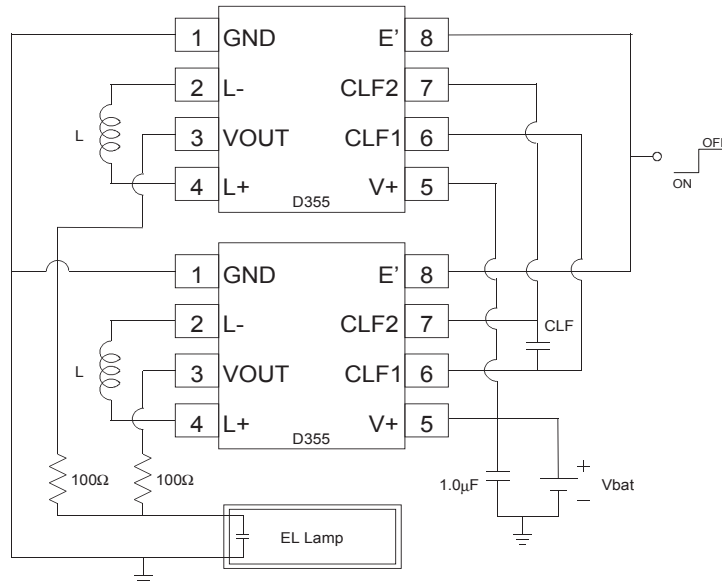 1 GND E' 8
2 L- CLF2 7
L
3 VOUT CLF1 6
OFF
ON
4 L+ V+ 5
D355
1 GND E' 8
2 L- CLF2 7
CLF
L
3 VOUT CLF1 6
4 L+ V+ 5
D355
100Ω 100Ω
1.0µF
+
Vbat
−
EL Lamp